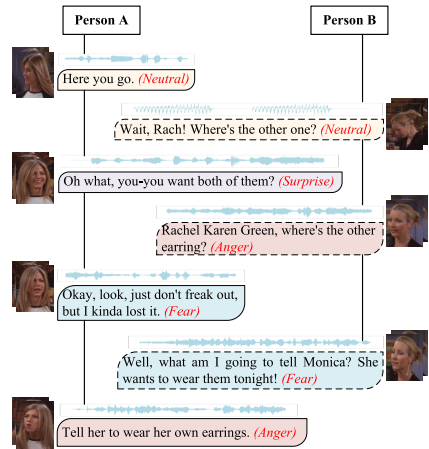 Person A
Person B
Here you go. (Neutral)
Wait, Rach! Where's the other one? (Neutral)
Oh what, you-you want both of them? (Surprise)
Rachel Karen Green, where's the other
earring? (Anger)
Okay, look, just don't freak out,
but I kinda lost it. (Fear)
Well, what am I going to tell Monica? She
wants to wear them tonight! (Fear)
Tell her to wear her own earrings. (Anger)